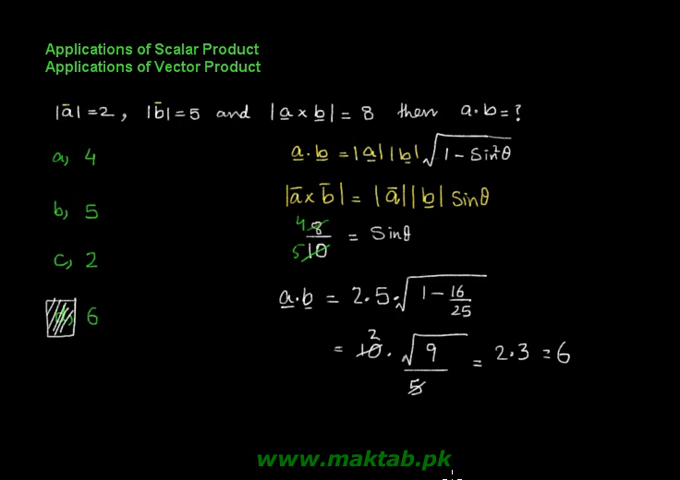 Applications of Scalar Product
Applications of Vector Product
|a̅| = 2, |b̅| = 5 and |a̲ × b̲| = 8 then a·b = ?
a, 4
b, 5
c, 2
6
a̲·b̲ = |a̲||b̲| √(1 − Sin²θ)
|a̅ × b̅| = |a̅||b̲| Sinθ
4 8 / 5 10 = Sinθ
a̲·b̲ = 2·5·√(1 − 16/25)
= 10 2 · √9 / 5 = 2·3 = 6
www.maktab.pk